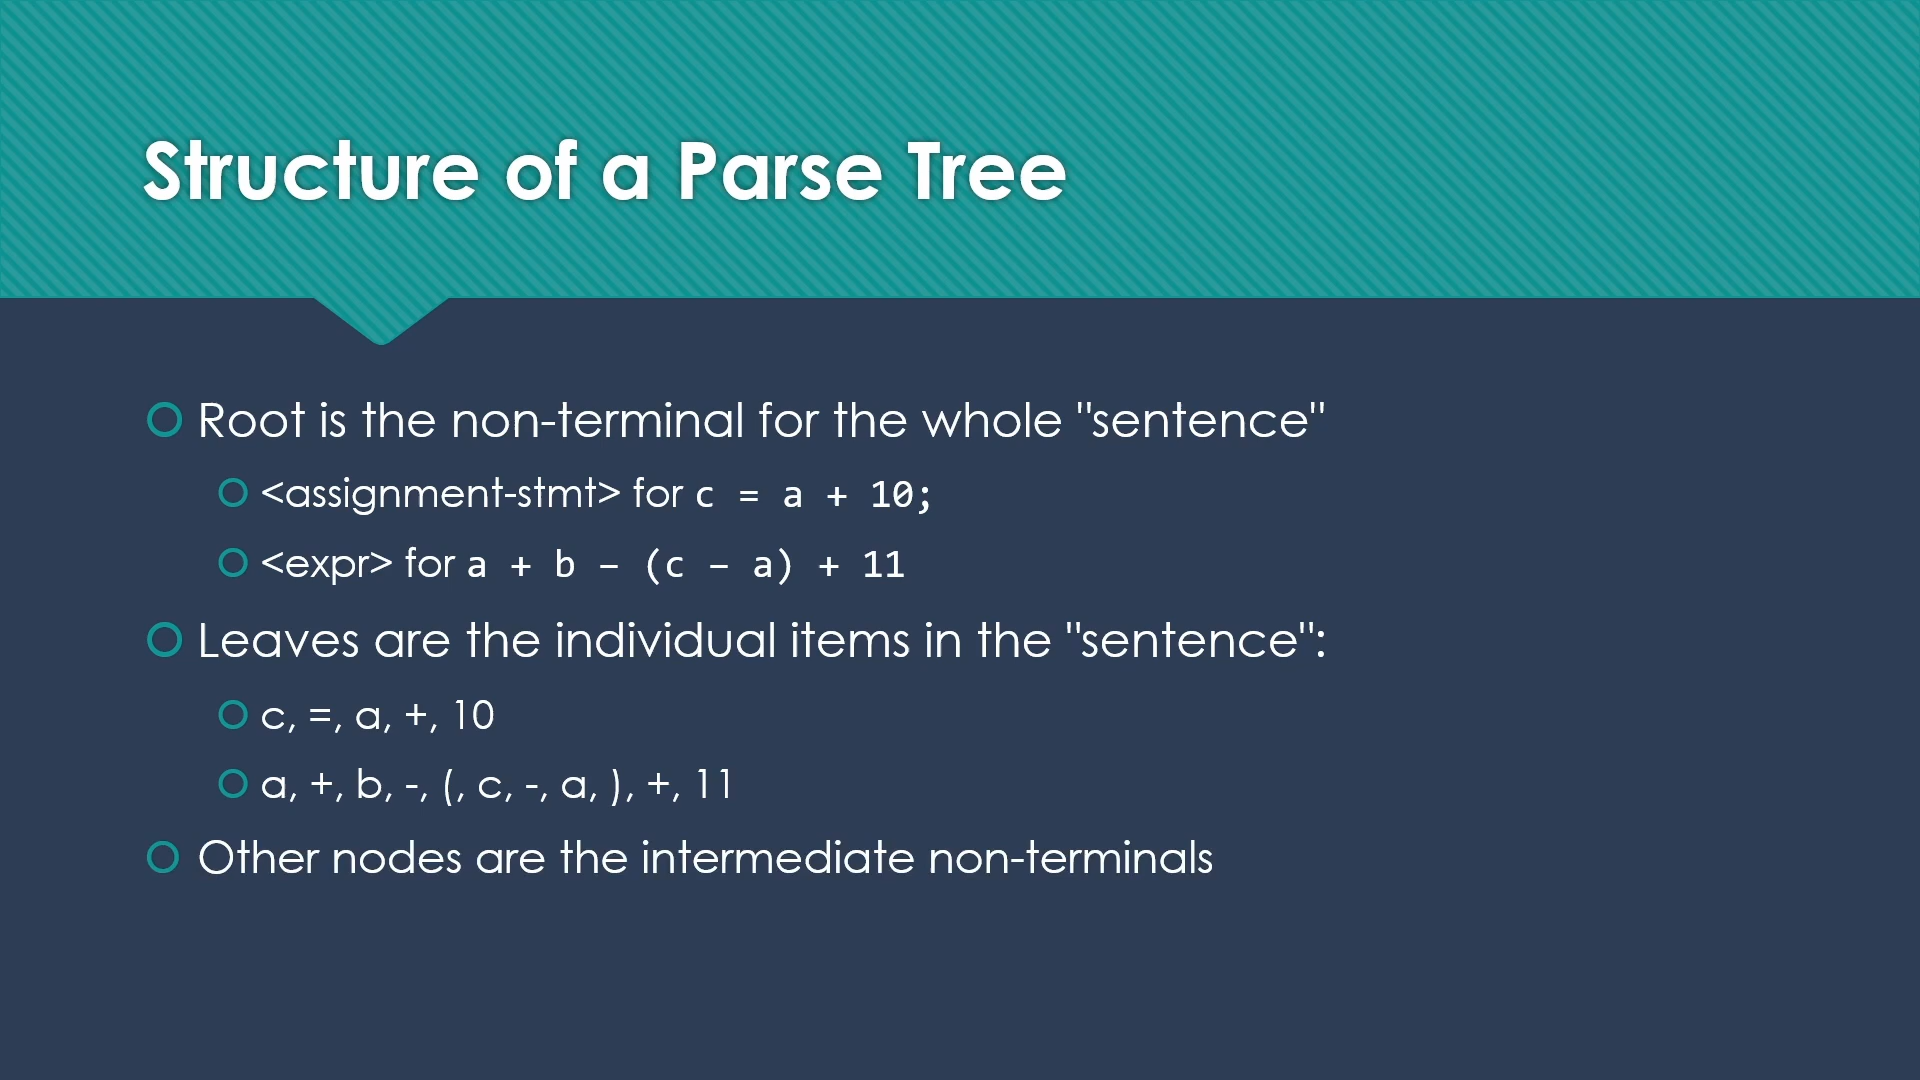 Structure of a Parse Tree
Root is the non-terminal for the whole "sentence"
<assignment-stmt> for c = a + 10;
<expr> for a + b – (c – a) + 11
Leaves are the individual items in the "sentence":
c, =, a, +, 10
a, +, b, -, (, c, -, a, ), +, 11
Other nodes are the intermediate non-terminals